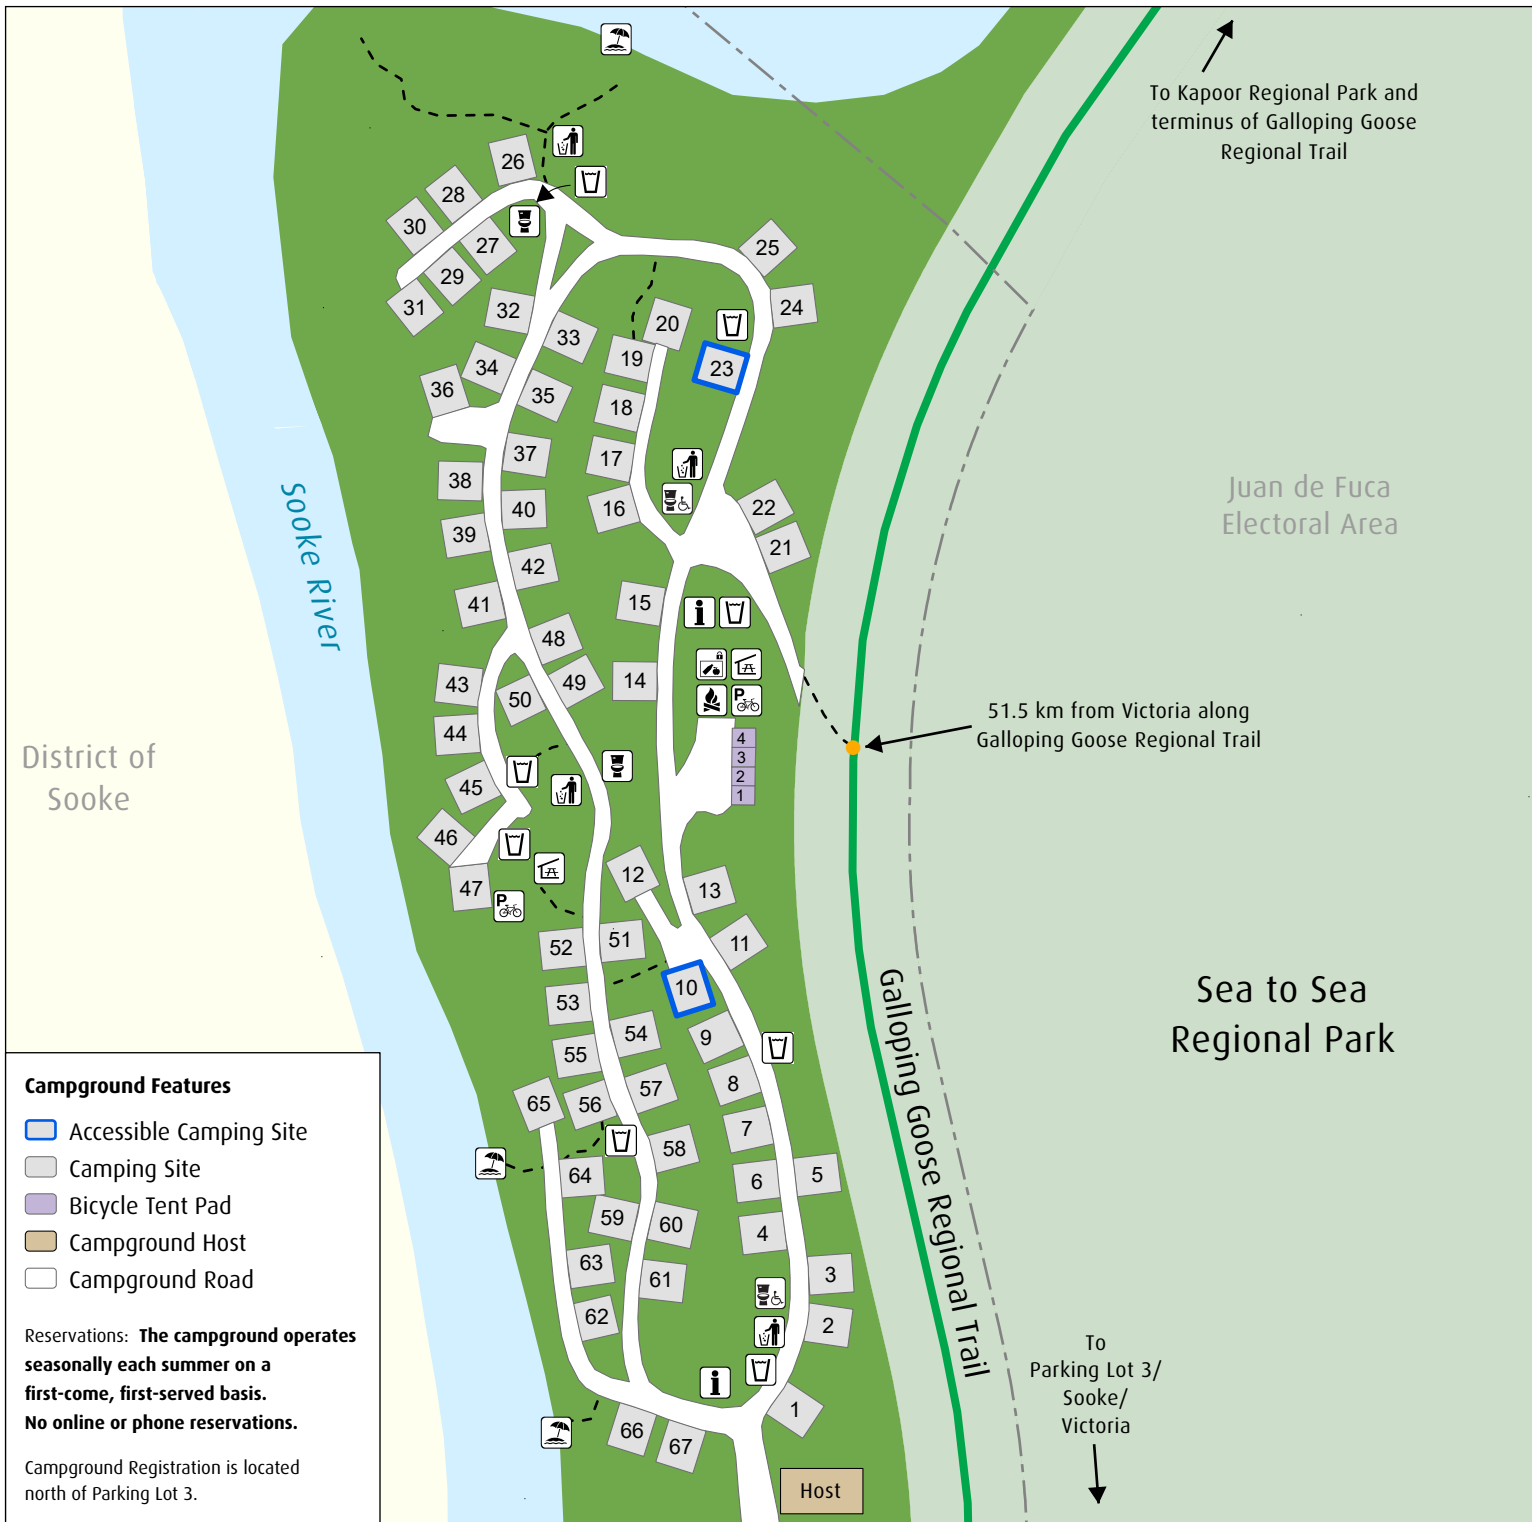 To Kapoor Regional Park and
terminus of Galloping Goose
Regional Trail
26
28
30
27
29
31
25
24
32
33
20
19
23
34
36
35
18
37
17
38
40
16
22
39
21
42
41
15
48
43
49
14
50
44
45
46
47
4
3
2
1
12
13
11
51
52
10
53
9
54
55
8
57
65
56
7
58
64
6
5
59
60
4
63
61
3
62
2
1
66
67
Host
Sooke River
District of
Sooke
Juan de Fuca
Electoral Area
51.5 km from Victoria along
Galloping Goose Regional Trail
P
P
Galloping Goose Regional Trail
Sea to Sea
Regional Park
To
Parking Lot 3/
Sooke/
Victoria
Campground Features
Accessible Camping Site
Camping Site
Bicycle Tent Pad
Campground Host
Campground Road
Reservations: The campground operates
seasonally each summer on a
first-come, first-served basis.
No online or phone reservations.
Campground Registration is located
north of Parking Lot 3.